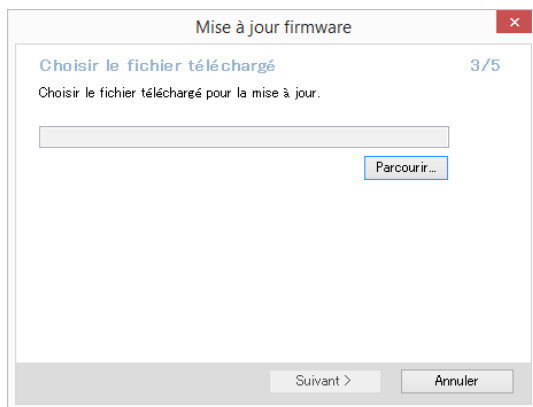 Mise à jour firmware
Choisir le fichier téléchargé 3/5
Choisir le fichier téléchargé pour la mise à jour.
Parcourir...
Suivant > Annuler